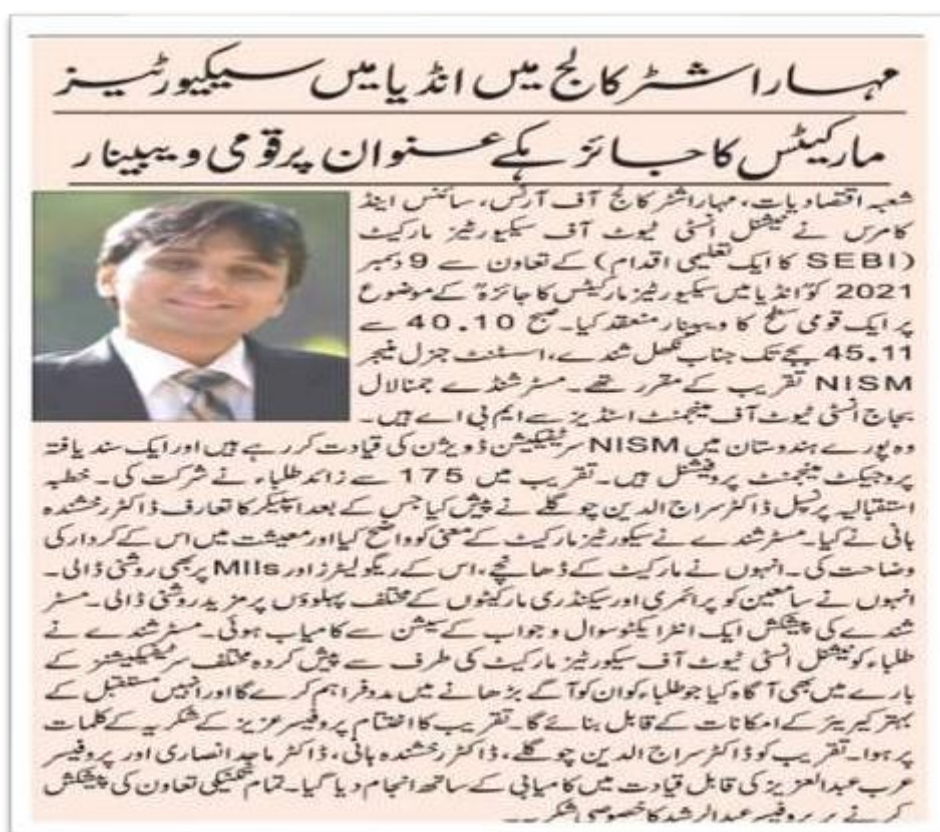 مہاراشٹر کالج میں انڈیا میں سیکیورٹیز
مارکیٹس کا جائزہ کے عنوان پر قومی ویبینار
شعبہ اقتصادیات، مہاراشٹر کالج آف آرٹس، سائنس اینڈ
کامرس نے نیشنل انسٹی ٹیوٹ آف سیکیورٹیز مارکیٹ
(SEBI کا ایک تعلیمی اقدام) کے تعاون سے 9 دسمبر
2021 کو "انڈیا میں سیکیورٹیز مارکیٹس کا جائزہ" کے موضوع
پر ایک قومی سطح کا ویبینار منعقد کیا۔ صبح 40.10 سے
45.11 بجے تک جناب نکھل شندے، اسسٹنٹ جنرل منیجر
NISM تقریب کے مقرر تھے۔ مسٹر شنڈے جمنالال
بجاج انسٹی ٹیوٹ آف مینجمنٹ اسٹڈیز سے ایم بی اے ہیں۔
وہ پورے ہندوستان میں NISM سرٹیفکیشن ڈویژن کی قیادت کر رہے ہیں اور ایک سند یافتہ
پروجیکٹ مینجمنٹ پروفیشنل ہیں۔ تقریب میں 175 سے زائد طلباء نے شرکت کی۔ خطبہ
استقبالیہ پرنسپل ڈاکٹر سراج الدین چوگلے نے پیش کیا جس کے بعد اسپیکر کا تعارف ڈاکٹر رخشندہ
ہانی نے کیا۔ مسٹر شندے نے سیکورٹیز مارکیٹ کے معنی کو واضح کیا اور معیشت میں اس کے کردار کی
وضاحت کی۔ انہوں نے مارکیٹ کے ڈھانچے، اس کے ریگولیٹرز اور MIIs پر بھی روشنی ڈالی۔
انہوں نے سامعین کو پرائمری اور سیکنڈری مارکیٹوں کے مختلف پہلوؤں پر مزید روشنی ڈالی۔ مسٹر
شندے کی پیشکش ایک انٹرایکٹو سوال و جواب کے سیشن سے کامیاب ہوئی۔ مسٹر شندے نے
طلباء کو نیشنل انسٹی ٹیوٹ آف سیکورٹیز مارکیٹ کی طرف سے پیش کردہ مختلف سرٹیفکیشنز کے
بارے میں بھی آگاہ کیا جو طلباء کو ان کو آگے بڑھانے میں مدد فراہم کرے گا اور انہیں مستقبل کے
بہتر کیریئر کے امکانات کے قابل بنائے گا۔ تقریب کا اختتام پروفیسر عزیز کے شکریہ کے کلمات
پر ہوا۔ تقریب کو ڈاکٹر سراج الدین چوگلے، ڈاکٹر رخشندہ ہانی، ڈاکٹر ماجد انصاری اور پروفیسر
عرب عبدالعزیز کی قابل قیادت میں کامیابی کے ساتھ انجام دیا گیا۔ تمام تکنیکی تعاون کی پیشکش
کرنے پر پروفیسر عبدالرشد کا خصوصی شکر